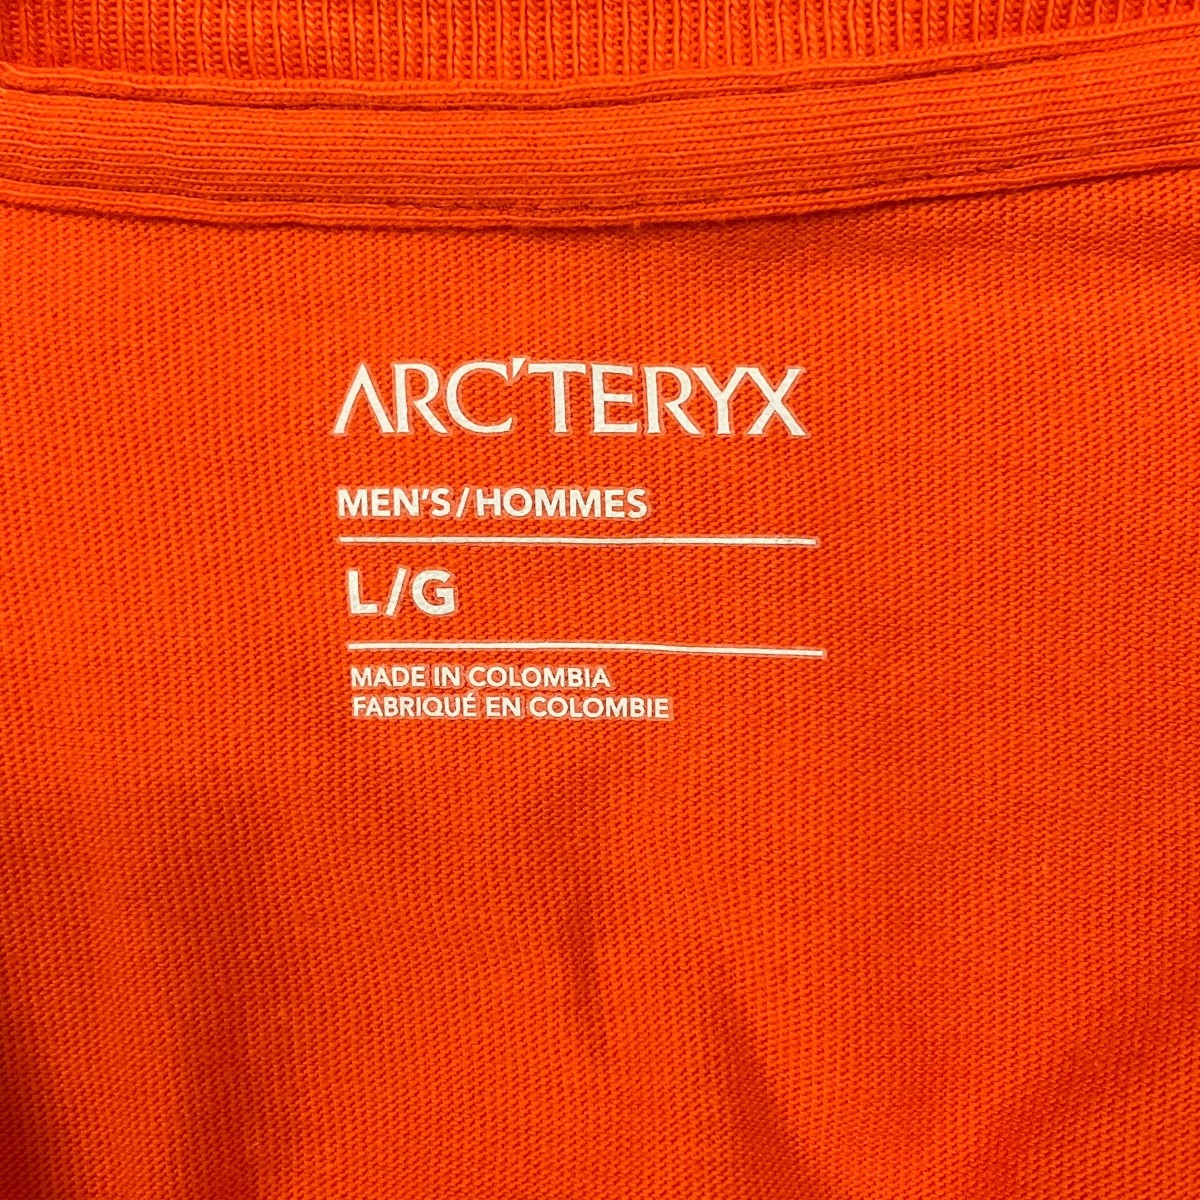 ARC'TERYX
MEN'S/HOMMES
L/G
MADE IN COLOMBIA
FABRIQUÉ EN COLOMBIE